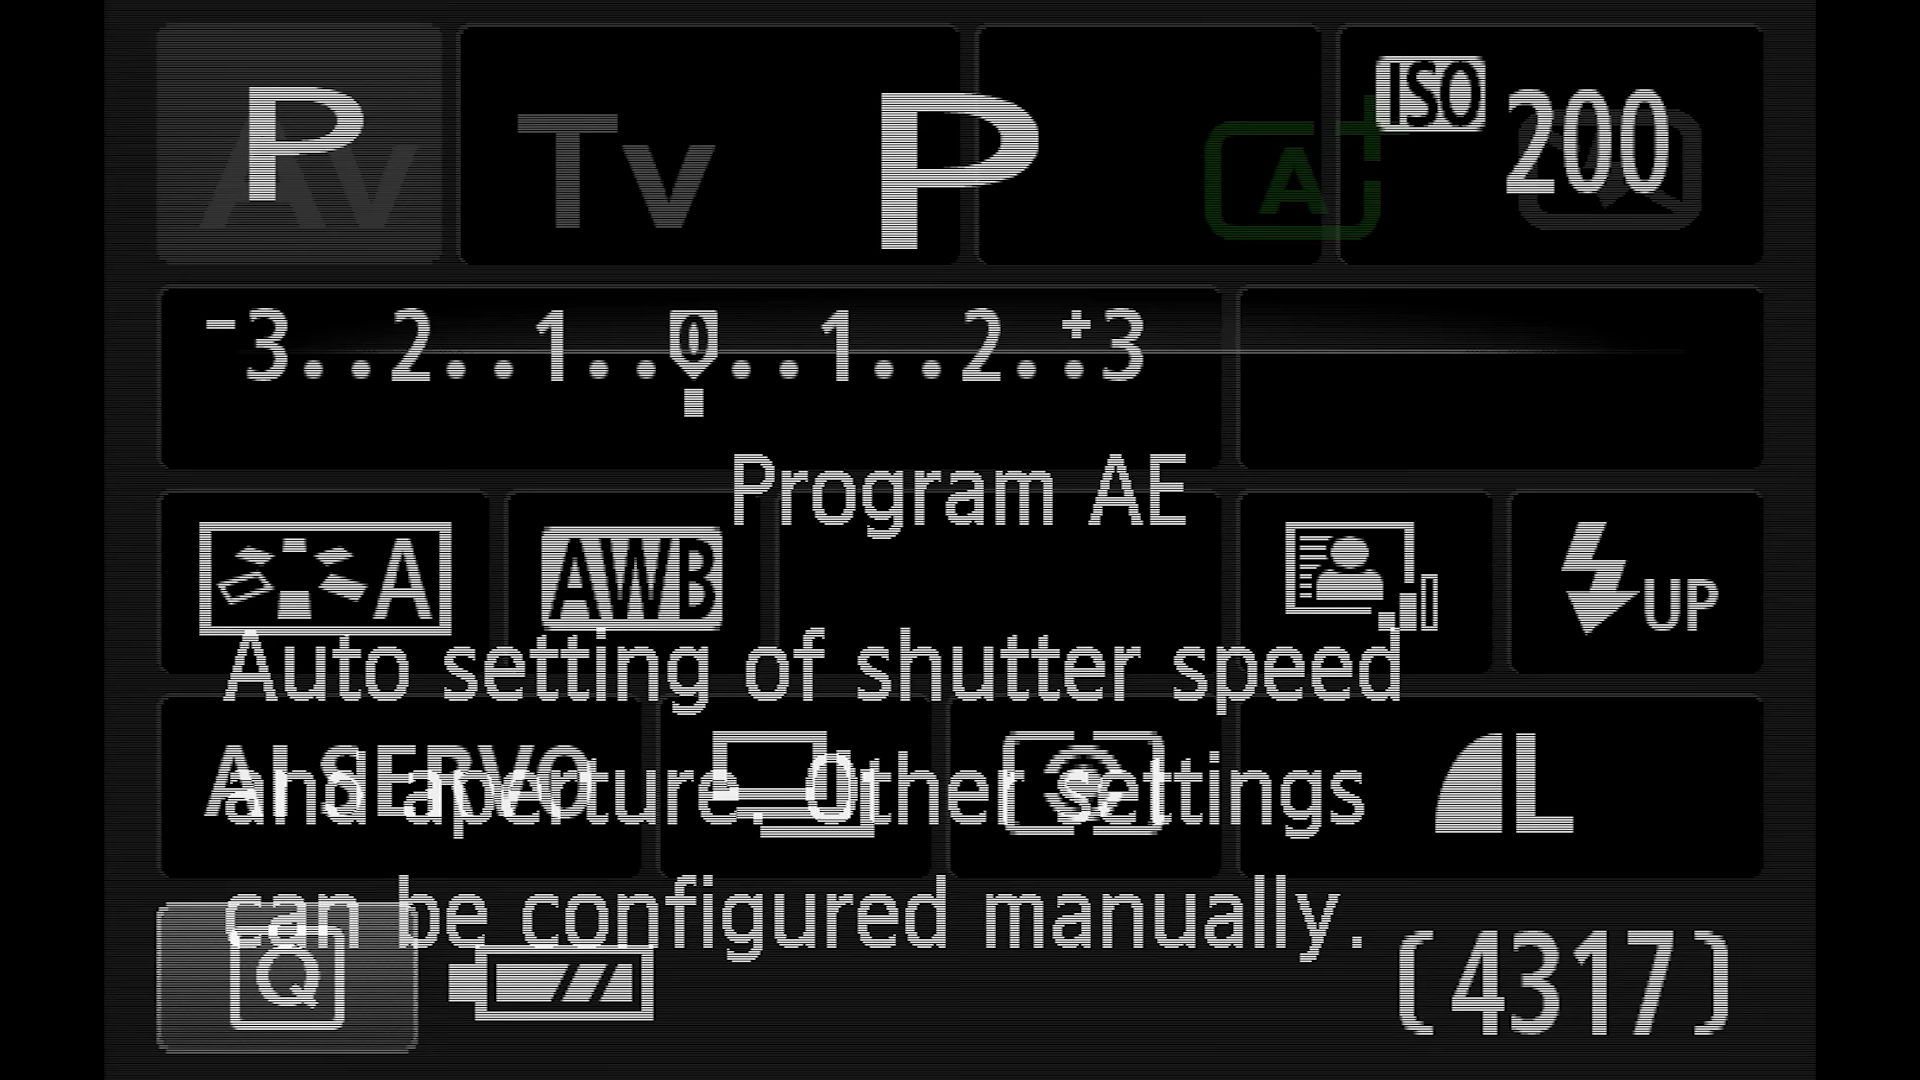 P Av Tv P A+ ISO 200
-3..2..1..0..1..2..+3
Program AE
A AWB UP
Auto setting of shutter speed
AI SERVO L
and aperture. Other settings
can be configured manually.
Q (4317)